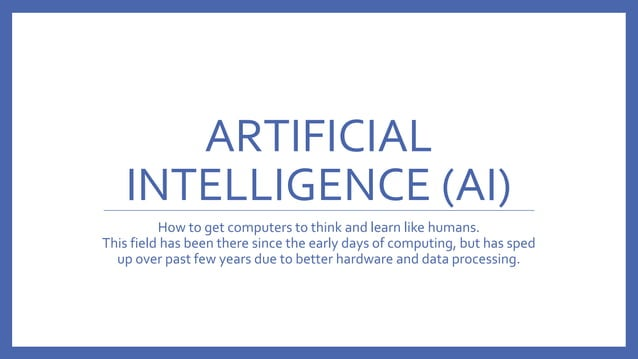 ARTIFICIAL
INTELLIGENCE (AI)
How to get computers to think and learn like humans.
This field has been there since the early days of computing, but has sped
up over past few years due to better hardware and data processing.